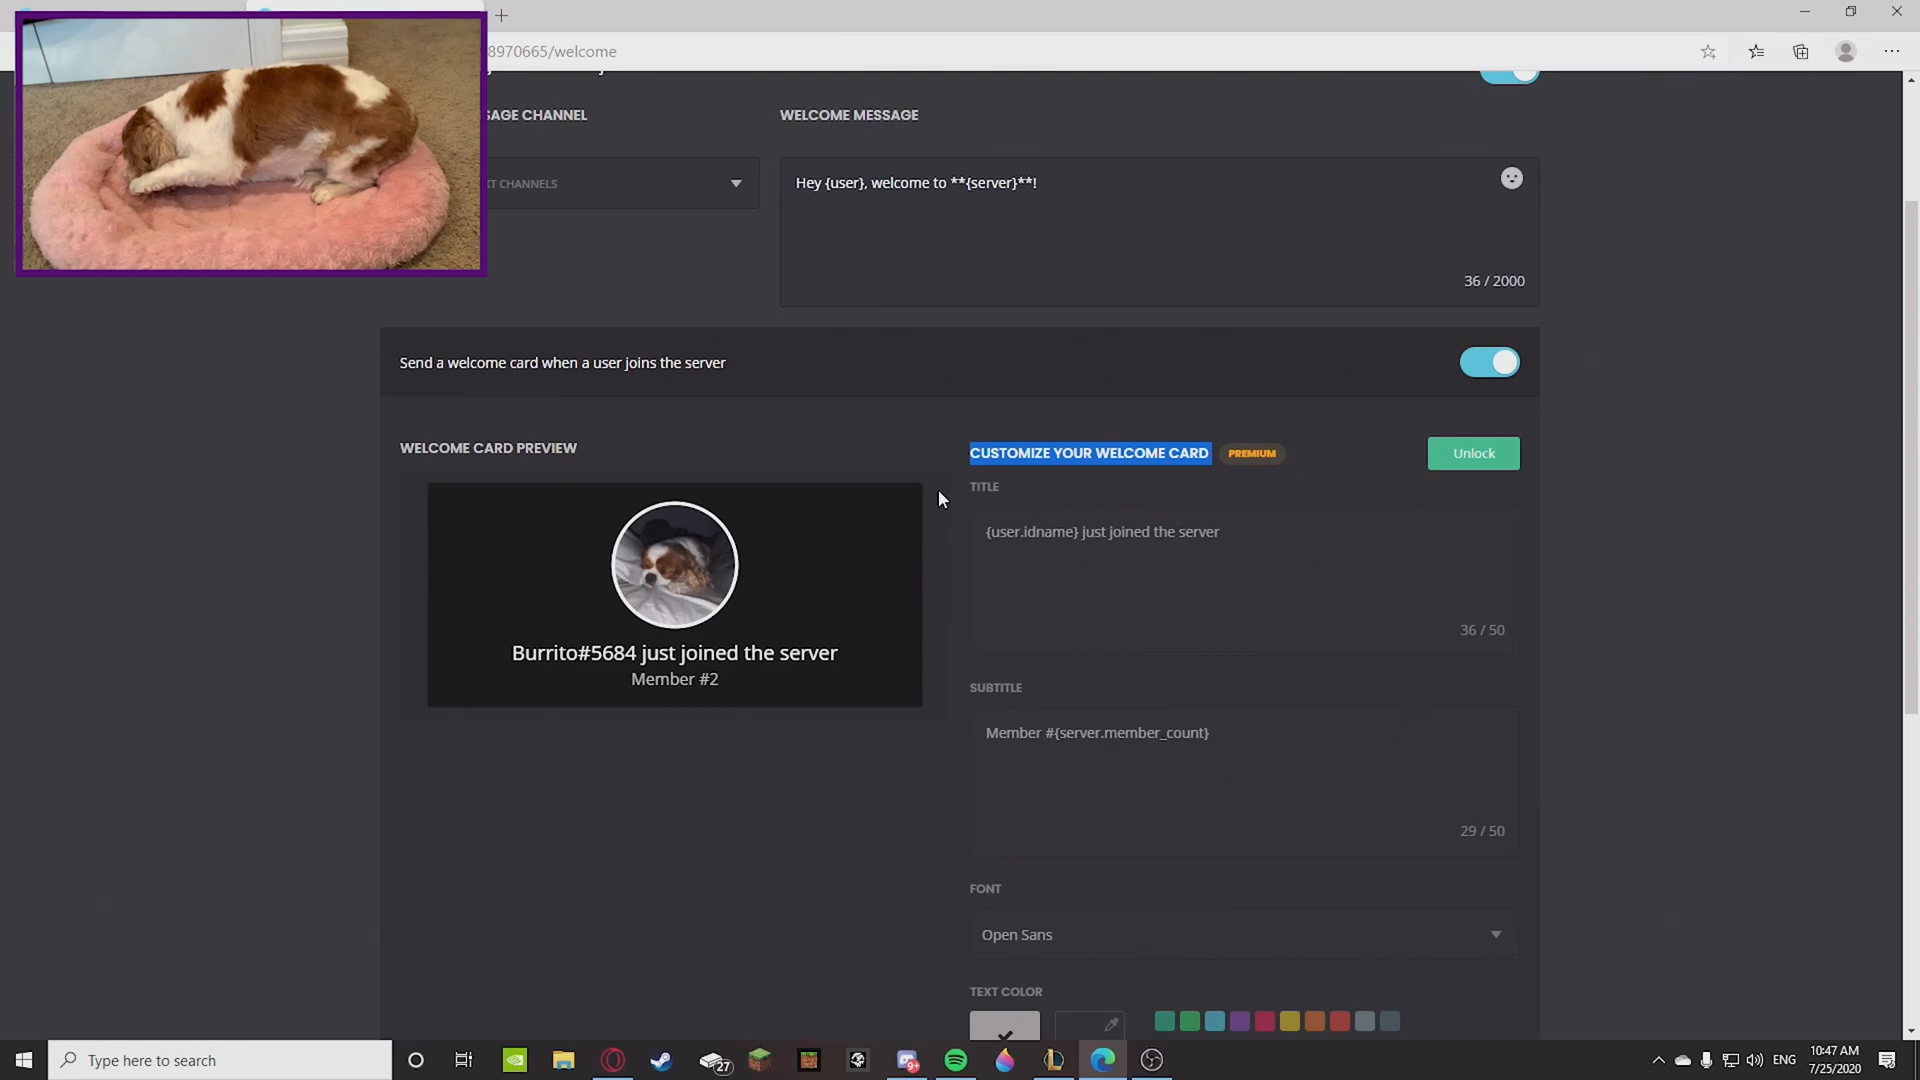 8970665/welcome
SAGE CHANNEL
WELCOME MESSAGE
XT CHANNELS
Hey {user}, welcome to **{server}**!
36 / 2000
Send a welcome card when a user joins the server
WELCOME CARD PREVIEW
CUSTOMIZE YOUR WELCOME CARD
PREMIUM
Unlock
TITLE
{user.idname} just joined the server
36 / 50
Burrito#5684 just joined the server
Member #2
SUBTITLE
Member #{server.member_count}
29 / 50
FONT
Open Sans
TEXT COLOR
Type here to search
27
9+
ENG
10:47 AM
7/25/2020